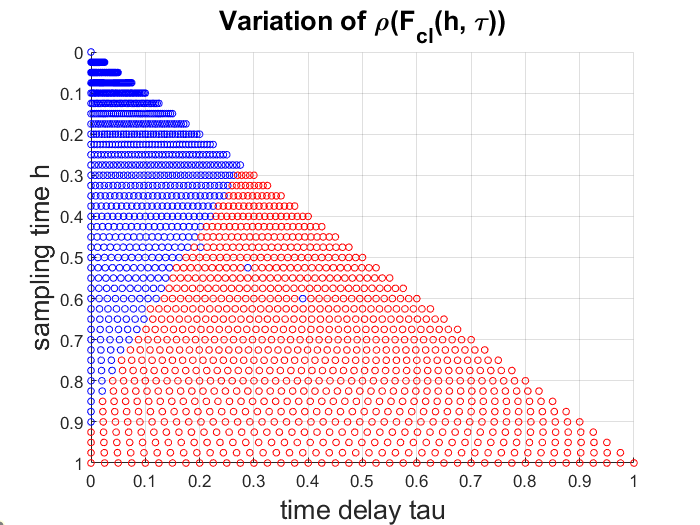 Variation of ρ(F_cl(h, τ))
sampling time h
0
0.1
0.2
0.3
0.4
0.5
0.6
0.7
0.8
0.9
1
0 0.1 0.2 0.3 0.4 0.5 0.6 0.7 0.8 0.9 1
time delay tau